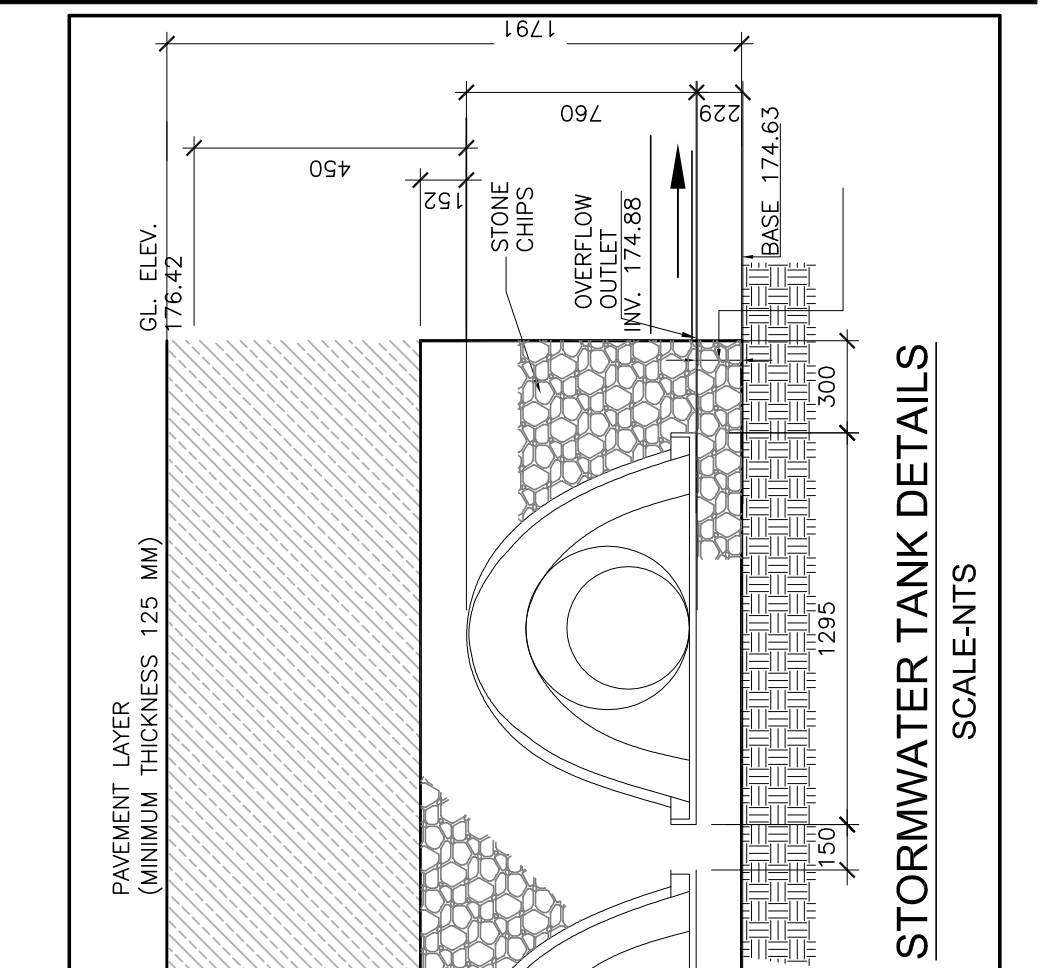 1791
760
229
450
152
GL. ELEV.
176.42
STONE
CHIPS
OVERFLOW
OUTLET
INV. 174.88
BASE 174.63
PAVEMENT LAYER
(MINIMUM THICKNESS 125 MM)
300
1295
150
STORMWATER TANK DETAILS
SCALE-NTS